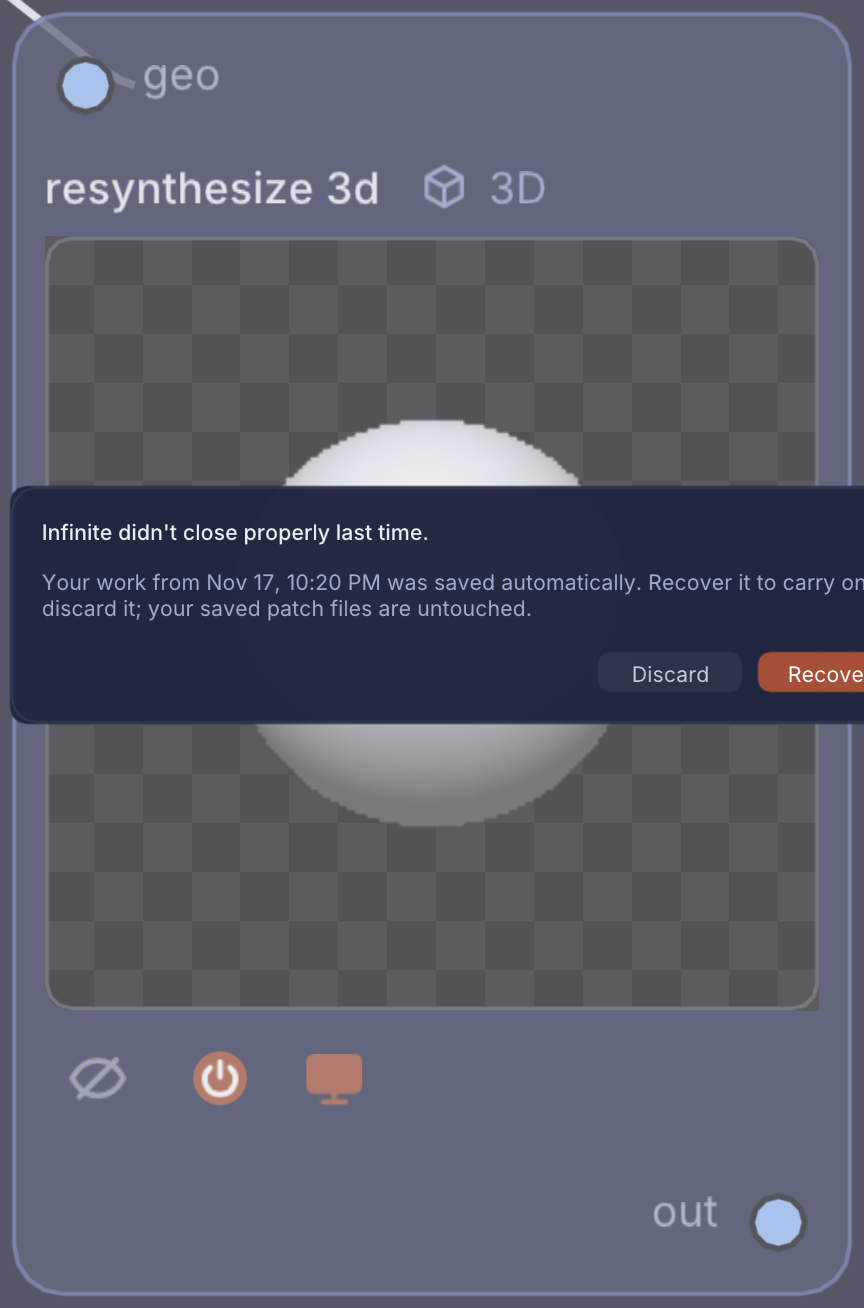 geo
resynthesize 3d 3D
Infinite didn't close properly last time.
Your work from Nov 17, 10:20 PM was saved automatically. Recover it to carry on
discard it; your saved patch files are untouched.
Discard Recove
out